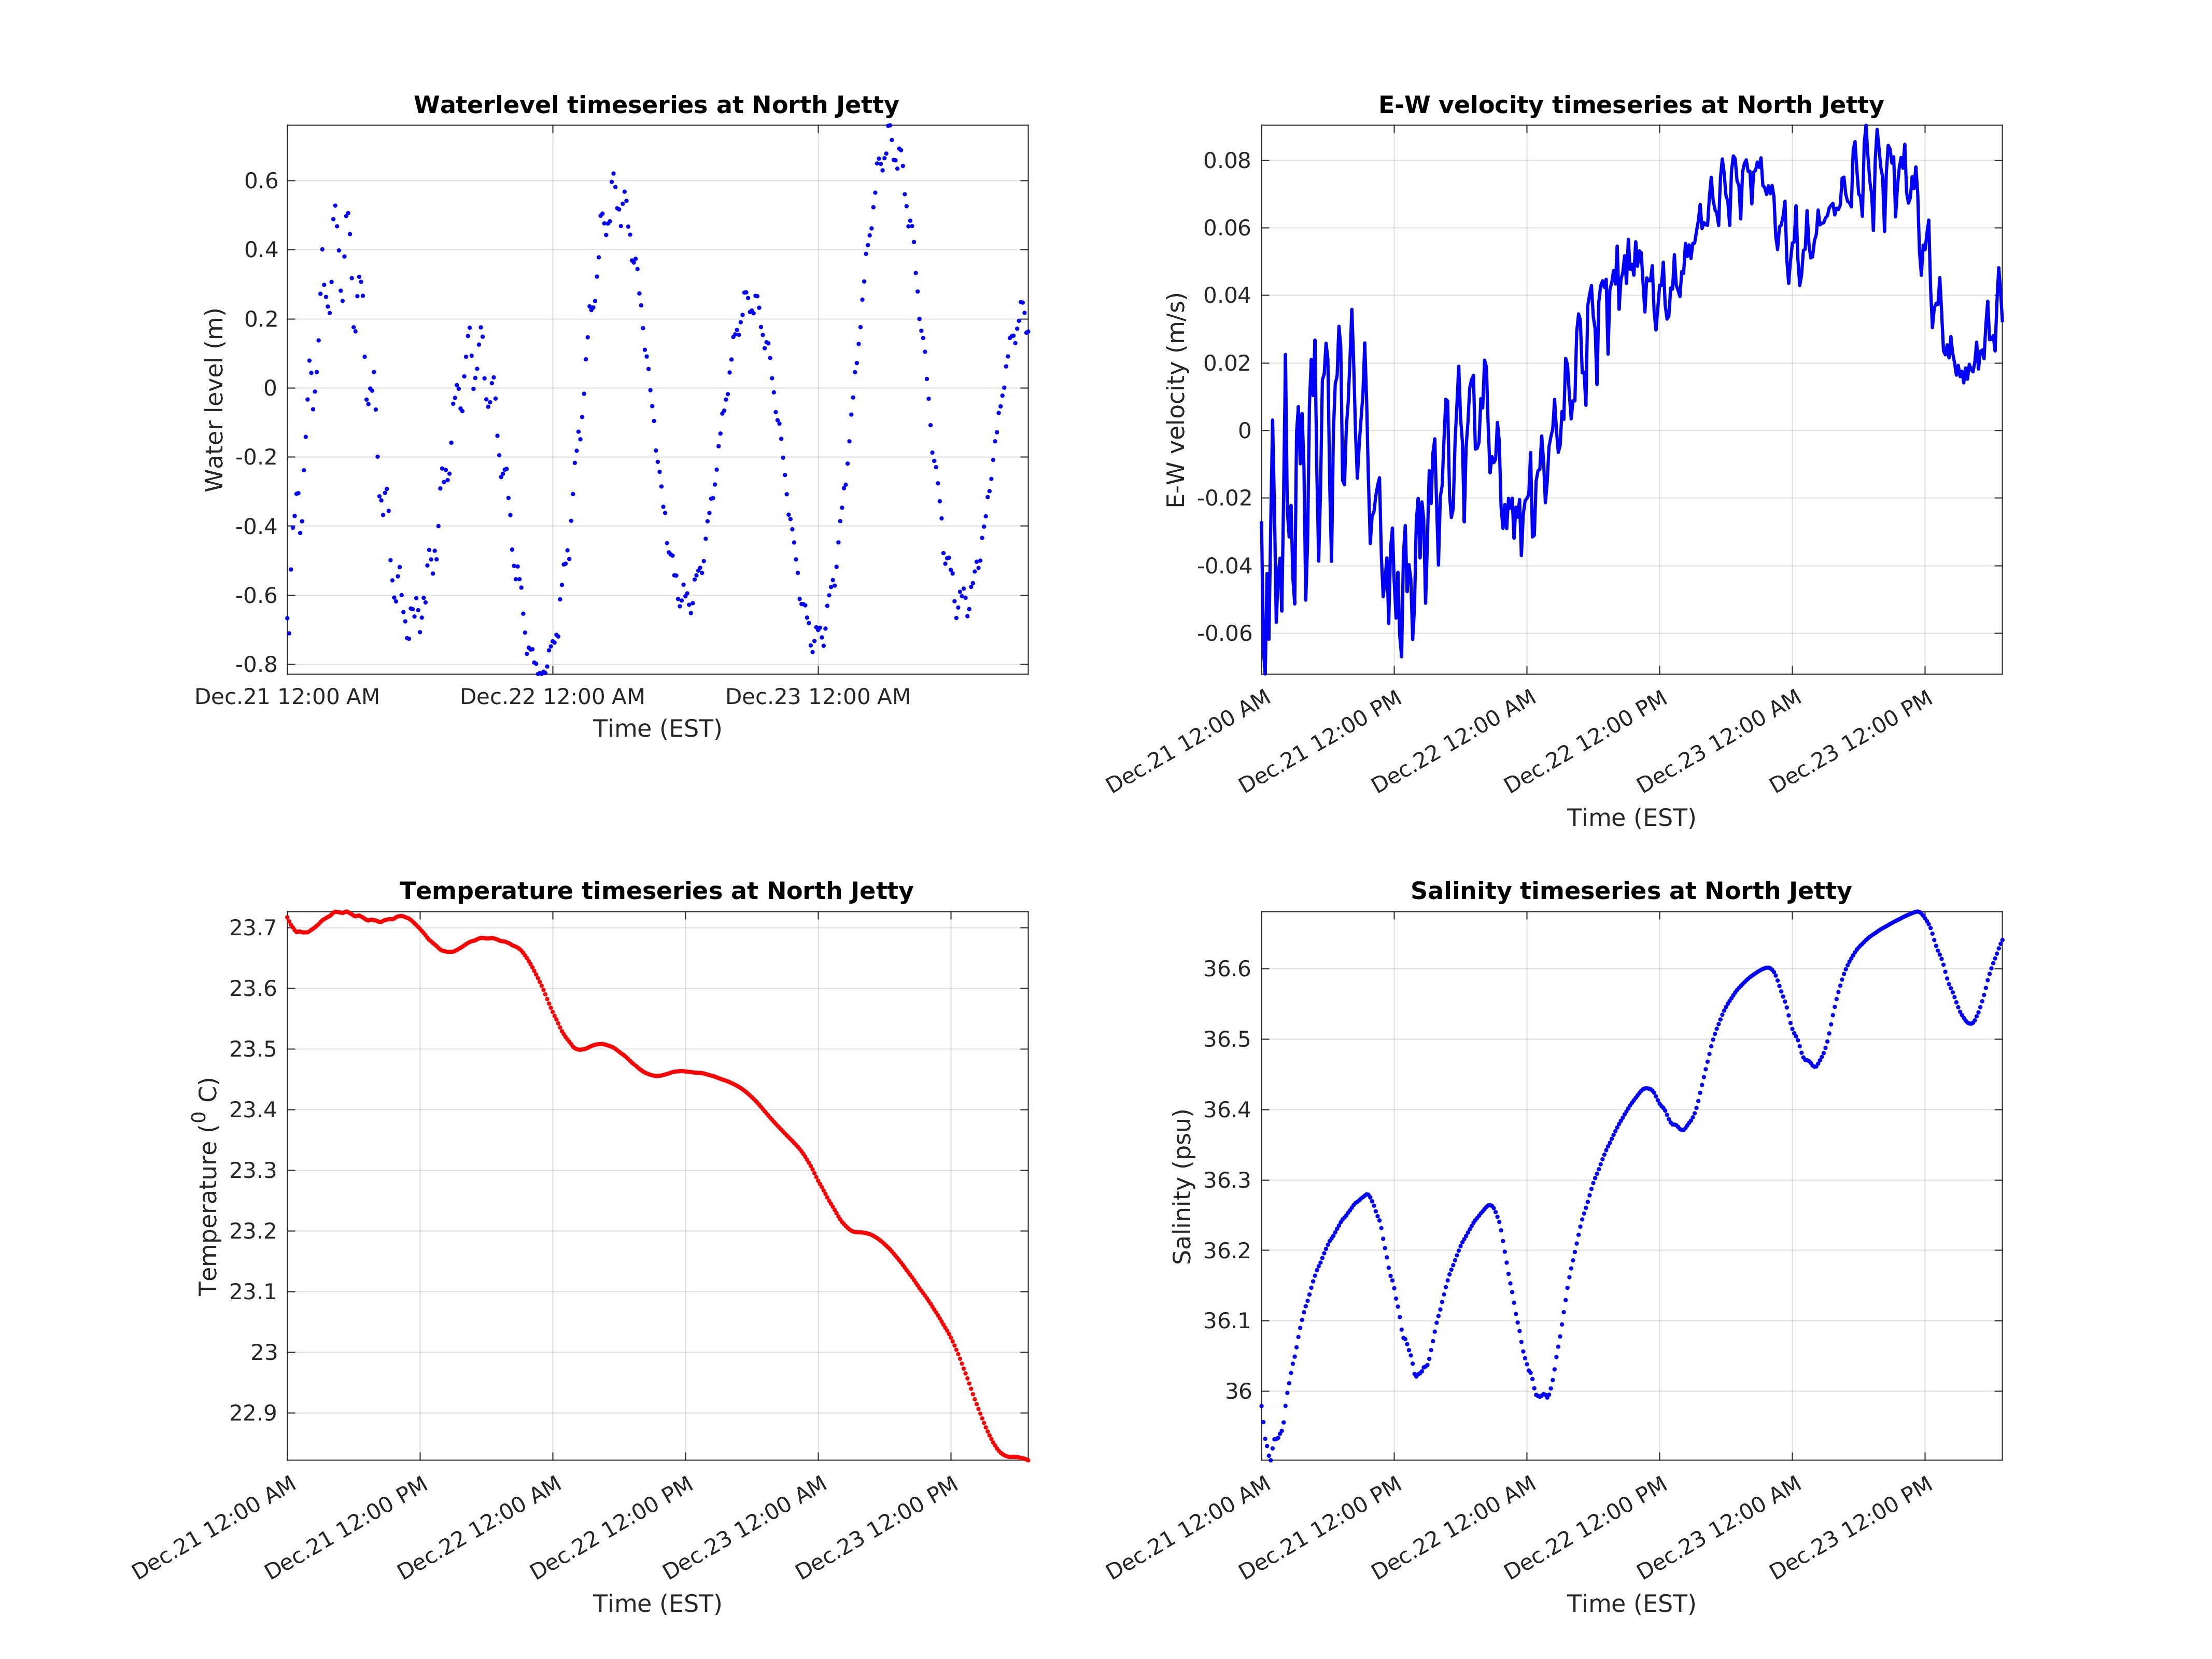 Waterlevel timeseries at North Jetty
Water level (m)
0.6
0.4
0.2
0
-0.2
-0.4
-0.6
-0.8
Dec.21 12:00 AM
Dec.22 12:00 AM
Dec.23 12:00 AM
Time (EST)
E-W velocity timeseries at North Jetty
E-W velocity (m/s)
0.08
0.06
0.04
0.02
0
-0.02
-0.04
-0.06
Dec.21 12:00 AM
Dec.21 12:00 PM
Dec.22 12:00 AM
Dec.22 12:00 PM
Dec.23 12:00 AM
Dec.23 12:00 PM
Time (EST)
Temperature timeseries at North Jetty
Temperature (⁰ C)
23.7
23.6
23.5
23.4
23.3
23.2
23.1
23
22.9
Dec.21 12:00 AM
Dec.21 12:00 PM
Dec.22 12:00 AM
Dec.22 12:00 PM
Dec.23 12:00 AM
Dec.23 12:00 PM
Time (EST)
Salinity timeseries at North Jetty
Salinity (psu)
36.6
36.5
36.4
36.3
36.2
36.1
36
Dec.21 12:00 AM
Dec.21 12:00 PM
Dec.22 12:00 AM
Dec.22 12:00 PM
Dec.23 12:00 AM
Dec.23 12:00 PM
Time (EST)